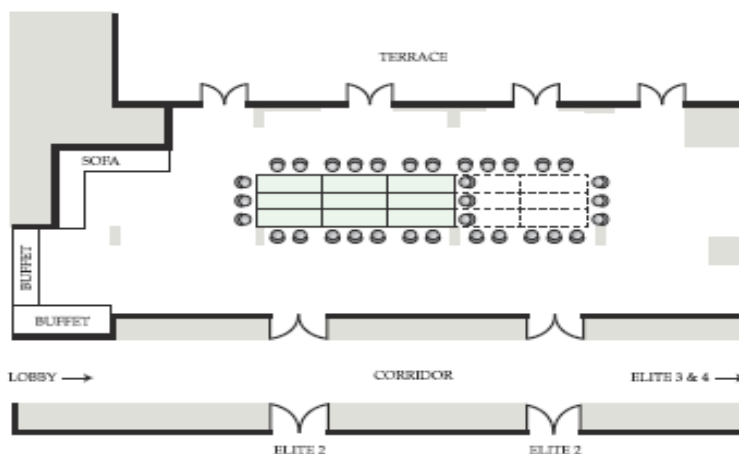 TERRACE
SOFA
BUFFET
BUFFET
LOBBY
CORRIDOR
ELITE 3 & 4
ELITE 2
ELITE 2